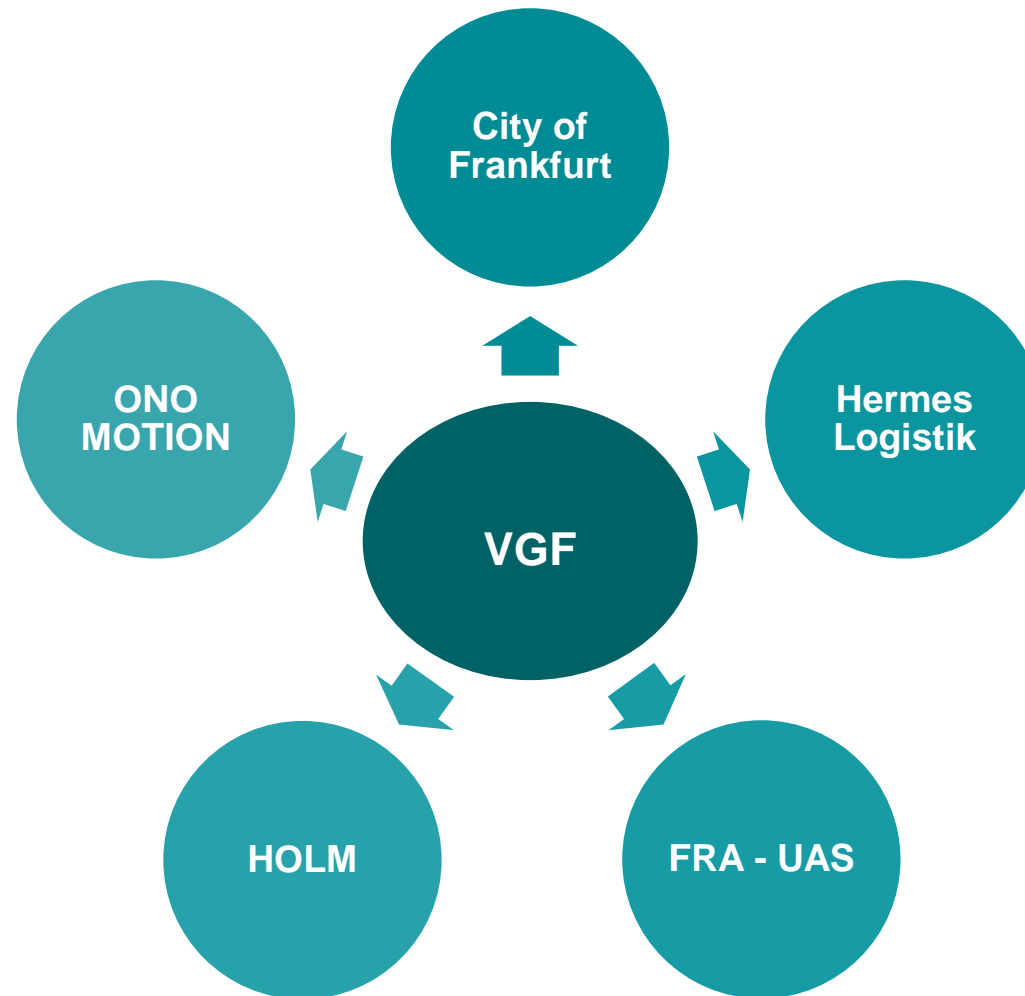 City of
Frankfurt
ONO
MOTION
Hermes
Logistik
VGF
HOLM
FRA - UAS